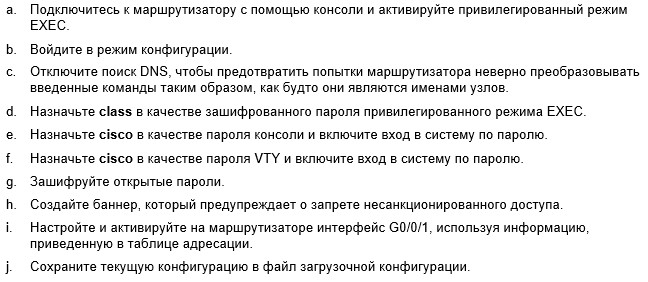 a. Подключитесь к маршрутизатору с помощью консоли и активируйте привилегированный режим
EXEC.
b. Войдите в режим конфигурации.
c. Отключите поиск DNS, чтобы предотвратить попытки маршрутизатора неверно преобразовывать
введенные команды таким образом, как будто они являются именами узлов.
d. Назначьте class в качестве зашифрованного пароля привилегированного режима EXEC.
e. Назначьте cisco в качестве пароля консоли и включите вход в систему по паролю.
f. Назначьте cisco в качестве пароля VTY и включите вход в систему по паролю.
g. Зашифруйте открытые пароли.
h. Создайте баннер, который предупреждает о запрете несанкционированного доступа.
i. Настройте и активируйте на маршрутизаторе интерфейс G0/0/1, используя информацию,
приведенную в таблице адресации.
j. Сохраните текущую конфигурацию в файл загрузочной конфигурации.